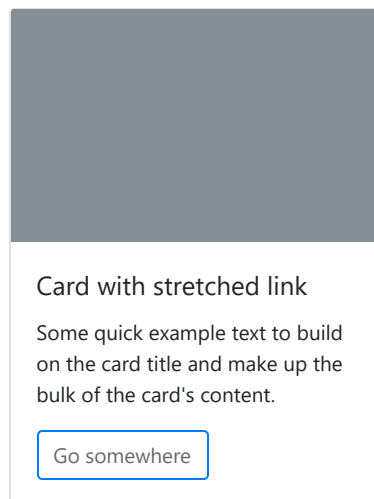 Card with stretched link
Some quick example text to build
on the card title and make up the
bulk of the card's content.
Go somewhere